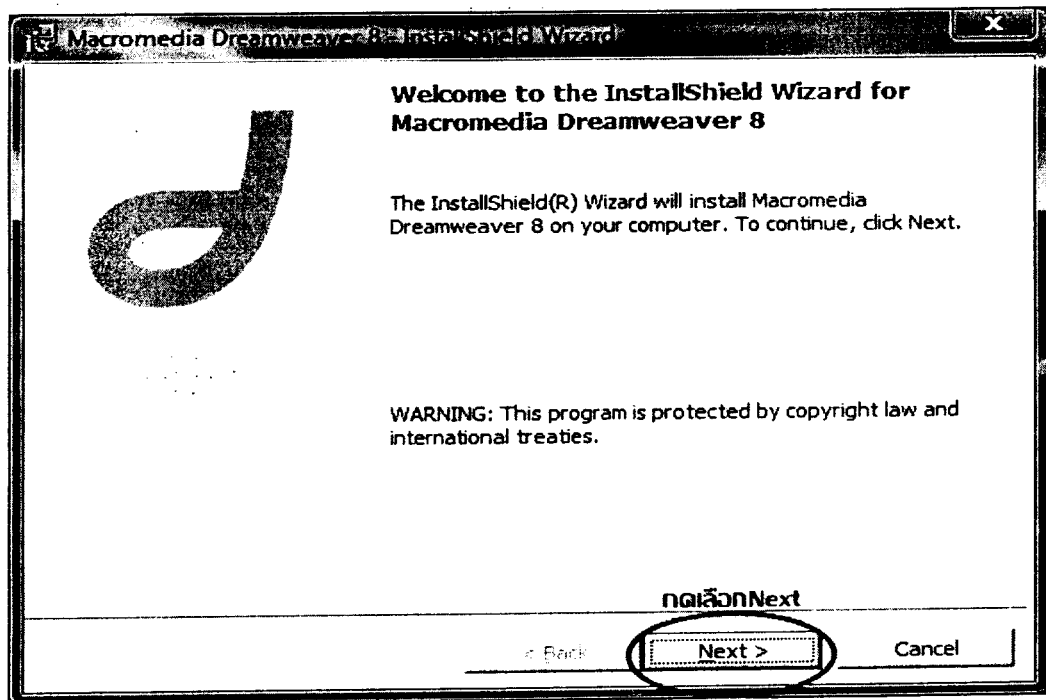 Macromedia Dreamweaver 8 - InstallShield Wizard
X
Welcome to the InstallShield Wizard for
Macromedia Dreamweaver 8
The InstallShield(R) Wizard will install Macromedia
Dreamweaver 8 on your computer. To continue, click Next.
WARNING: This program is protected by copyright law and
international treaties.
กดเลือกNext
< Back
Next >
Cancel